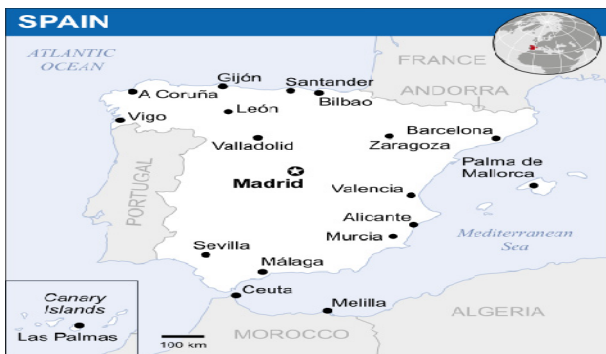 SPAIN
ATLANTIC
OCEAN
FRANCE
ANDORRA
Gijón
Santander
A Coruña
Bilbao
León
Vigo
Barcelona
Valladolid
Zaragoza
Palma de
Mallorca
Madrid
Valencia
PORTUGAL
Alicante
Murcia
Mediterranean
Sea
Sevilla
Málaga
Ceuta
Melilla
Canary
Islands
Las Palmas
100 km
MOROCCO
ALGERIA